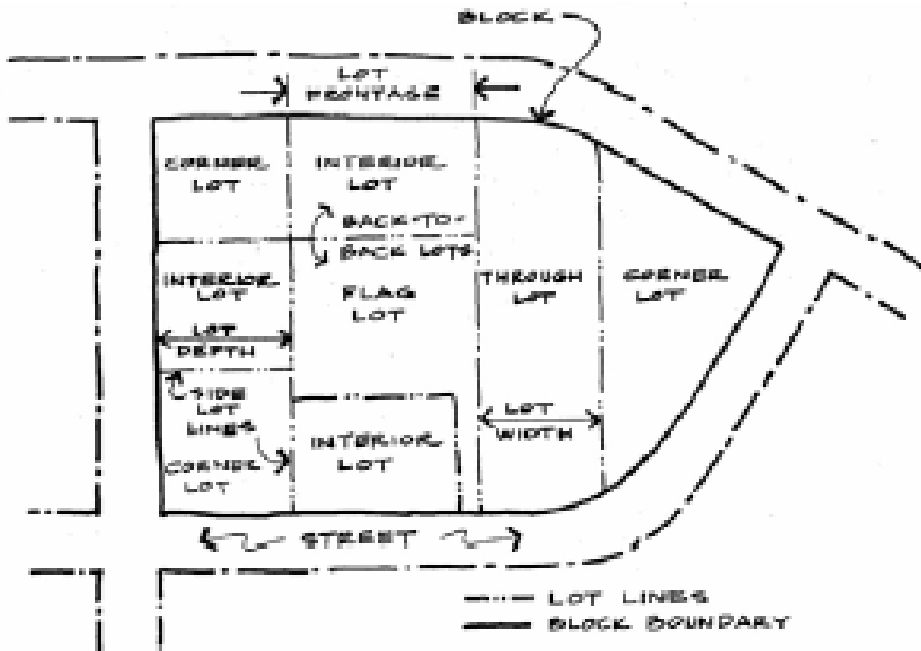 BLOCK
LOT
FRONTAGE
CORNER
LOT
INTERIOR
LOT
BACK-TO-
BACK LOTS
INTERIOR
LOT
FLAG
LOT
THROUGH
LOT
CORNER
LOT
LOT
DEPTH
SIDE
LOT
LINES
LOT
WIDTH
CORNER
LOT
INTERIOR
LOT
STREET
LOT LINES
BLOCK BOUNDARY